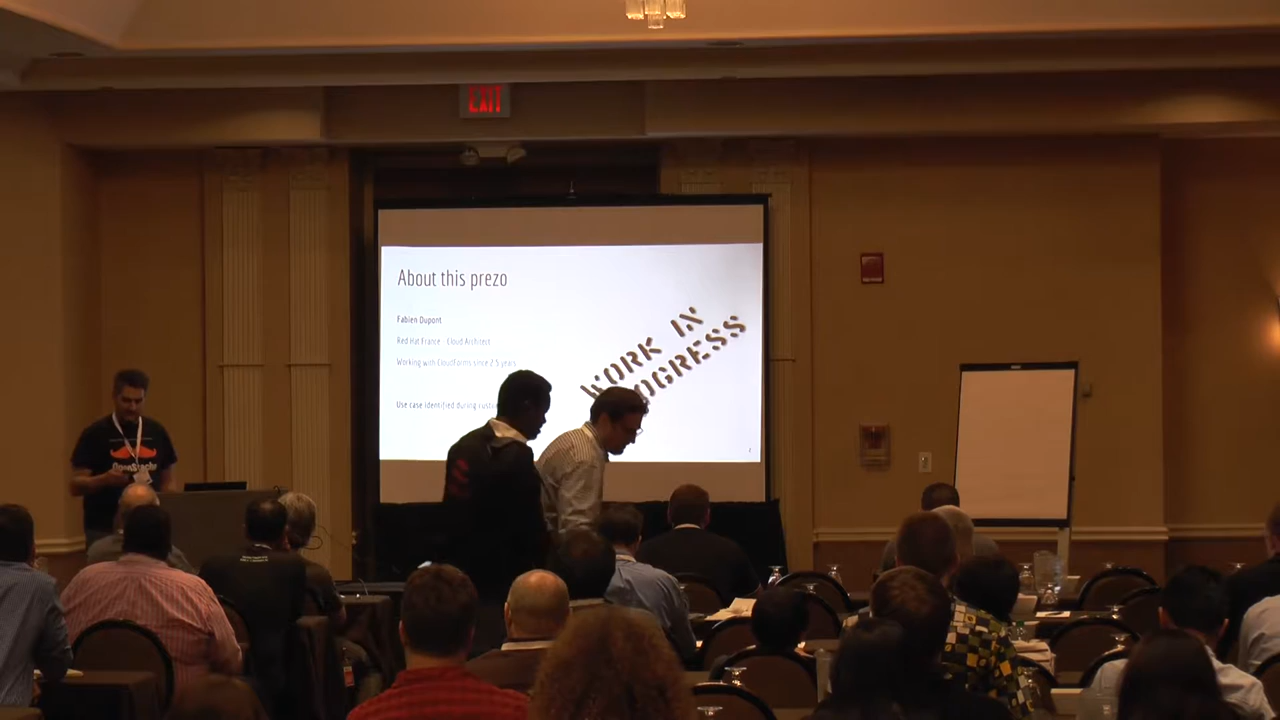 EXIT
About this prezo
Fabien Dupont
Red Hat France - Cloud Architect
Working with CloudForms since 2.5 years
Use case identified during
WORK IN